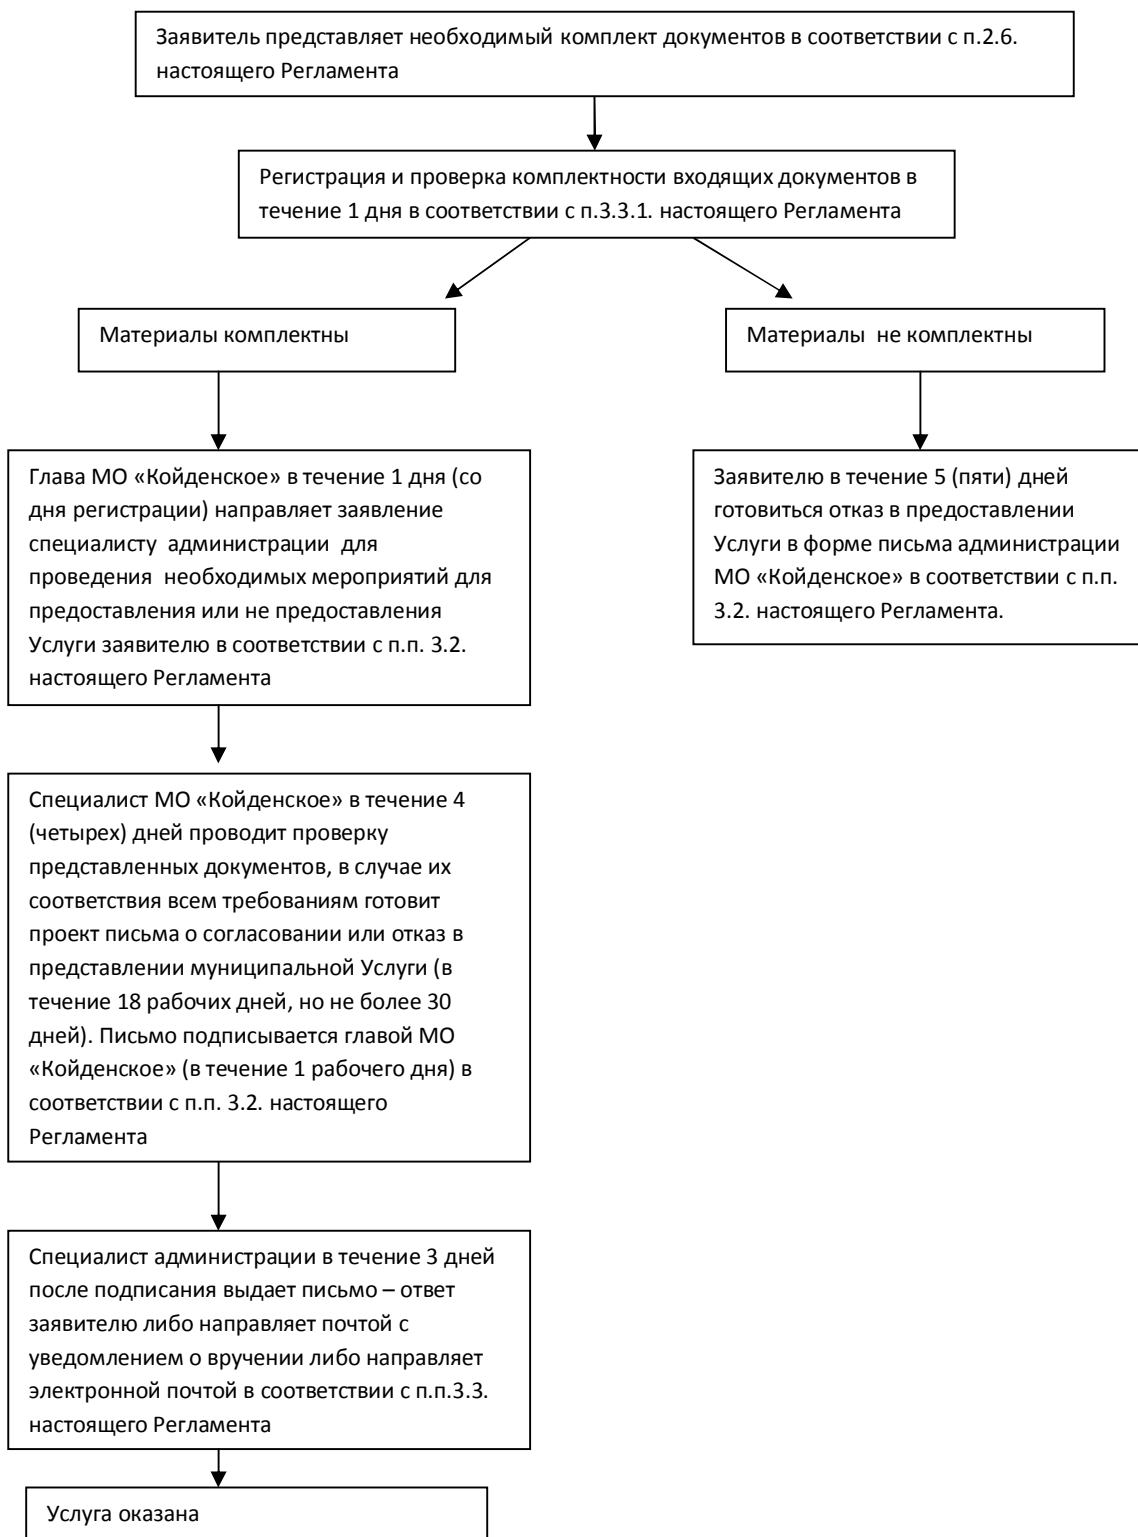 Заявитель представляет необходимый комплект документов в соответствии с п.2.6.
настоящего Регламента
Регистрация и проверка комплектности входящих документов в
течение 1 дня в соответствии с п.3.3.1. настоящего Регламента
Материалы комплектны
Материалы  не комплектны
Глава МО «Койденское» в течение 1 дня (со
дня регистрации) направляет заявление
специалисту  администрации  для
проведения  необходимых мероприятий для
предоставления или не предоставления
Услуги заявителю в соответствии с п.п. 3.2.
настоящего Регламента
Заявителю в течение 5 (пяти) дней
готовиться отказ в предоставлении
Услуги в форме письма администрации
МО «Койденское» в соответствии с п.п.
3.2. настоящего Регламента.
Специалист МО «Койденское» в течение 4
(четырех) дней проводит проверку
представленных документов, в случае их
соответствия всем требованиям готовит
проект письма о согласовании или отказ в
представлении муниципальной Услуги (в
течение 18 рабочих дней, но не более 30
дней). Письмо подписывается главой МО
«Койденское» (в течение 1 рабочего дня) в
соответствии с п.п. 3.2. настоящего
Регламента
Специалист администрации в течение 3 дней
после подписания выдает письмо – ответ
заявителю либо направляет почтой с
уведомлением о вручении либо направляет
электронной почтой в соответствии с п.п.3.3.
настоящего Регламента
Услуга оказана